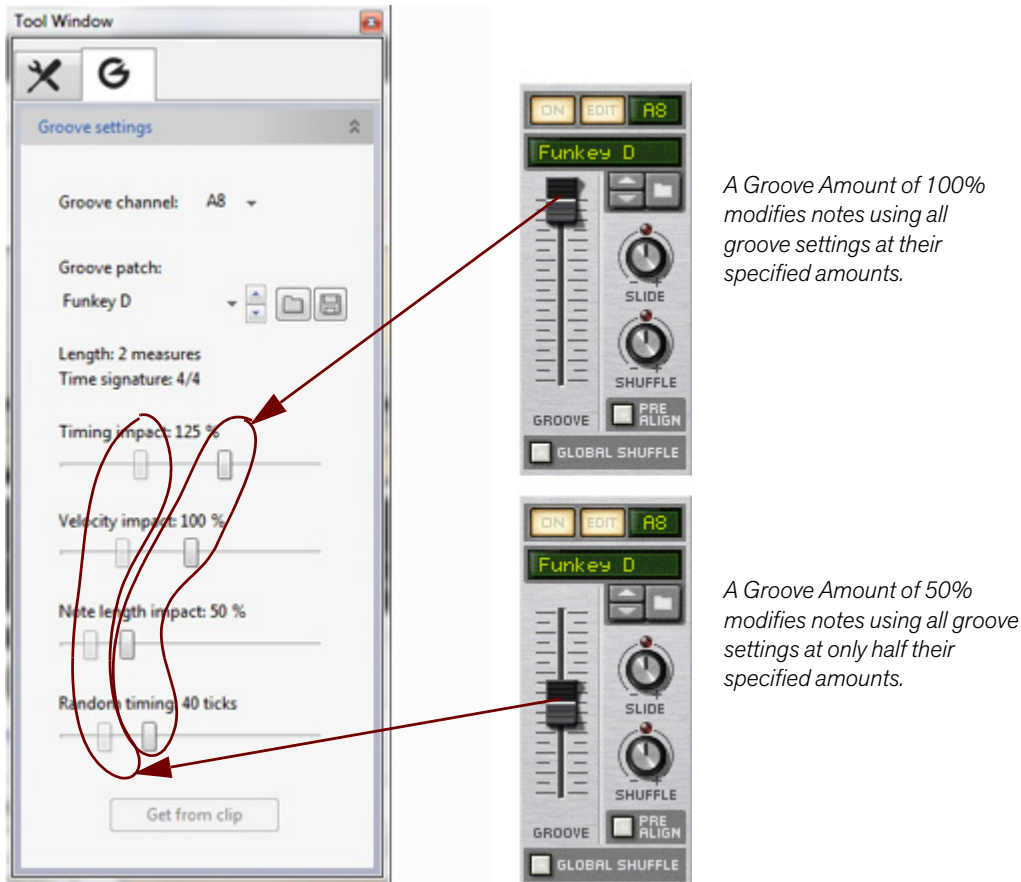 Tool Window
G
Groove settings
Groove channel: A8
Groove patch:
Funkey D
Length: 2 measures
Time signature: 4/4
Timing impact: 125 %
Velocity impact: 100 %
Note length impact: 50 %
Random timing: 40 ticks
Get from clip
ON EDIT A8
Funkey D
SLIDE
- +
SHUFFLE
- +
GROOVE
PRE
ALIGN
GLOBAL SHUFFLE
A Groove Amount of 100%
modifies notes using all
groove settings at their
specified amounts.
ON EDIT A8
Funkey D
SLIDE
- +
SHUFFLE
- +
GROOVE
PRE
ALIGN
GLOBAL SHUFFLE
A Groove Amount of 50%
modifies notes using all groove
settings at only half their
specified amounts.